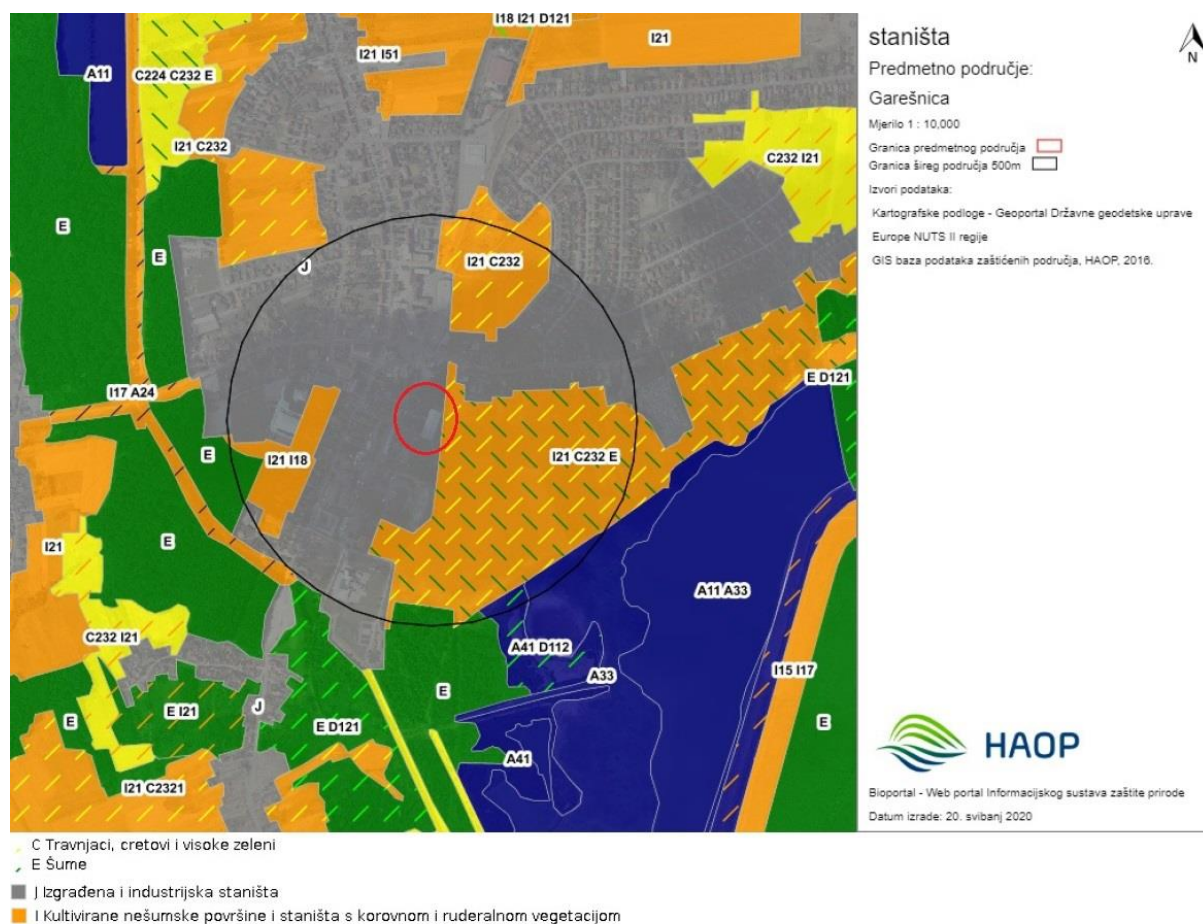 I18 I21 D121
I21 I51
I21
A11
C224 C232 E
I21 C232
C232 I21
E
E
J
I21 C232
I17 A24
E D121
E
I21 I18
I21 C232 E
I21
E
A11 A33
C232 I21
A41 D112
A33
I15 I17
E
E
E I21
J
E D121
E
A41
I21 C2321
staništa
N
Predmetno područje:
Garešnica
Mjerilo 1 : 10,000
Granica predmetnog područja
Granica šireg područja 500m
Izvori podataka:
Kartografske podloge - Geoportal Državne geodetske uprave
Europe NUTS II regije
GIS baza podataka zaštićenih područja, HAOP, 2016.
HAOP
Bioportal - Web portal Informacijskog sustava zaštite prirode
Datum izrade: 20. svibanj 2020
C Travnjaci, cretovi i visoke zeleni
E Šume
J Izgrađena i industrijska staništa
I Kultivirane nešumske površine i staništa s korovnom i ruderalnom vegetacijom